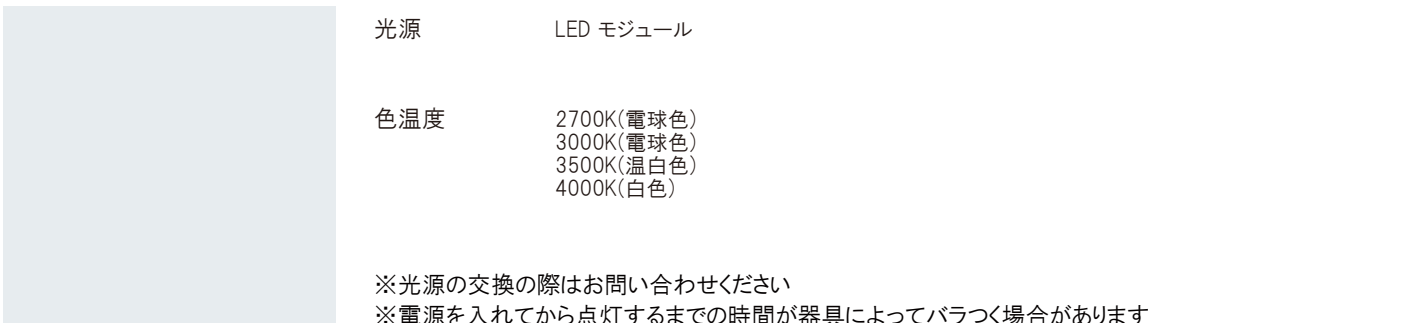 光源 LED モジュール
色温度 2700K(電球色)
3000K(電球色)
3500K(温白色)
4000K(白色)
※光源の交換の際はお問い合わせください
※電源を入れてから点灯するまでの時間が器具によってバラつく場合があります